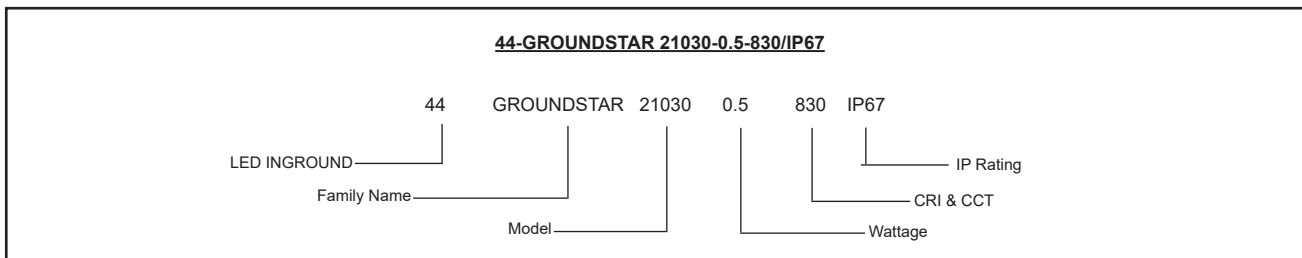 44-GROUNDSTAR 21030-0.5-830/IP67
44 GROUNDSTAR 21030 0.5 830 IP67
LED INGROUND
IP Rating
Family Name
CRI & CCT
Model
Wattage